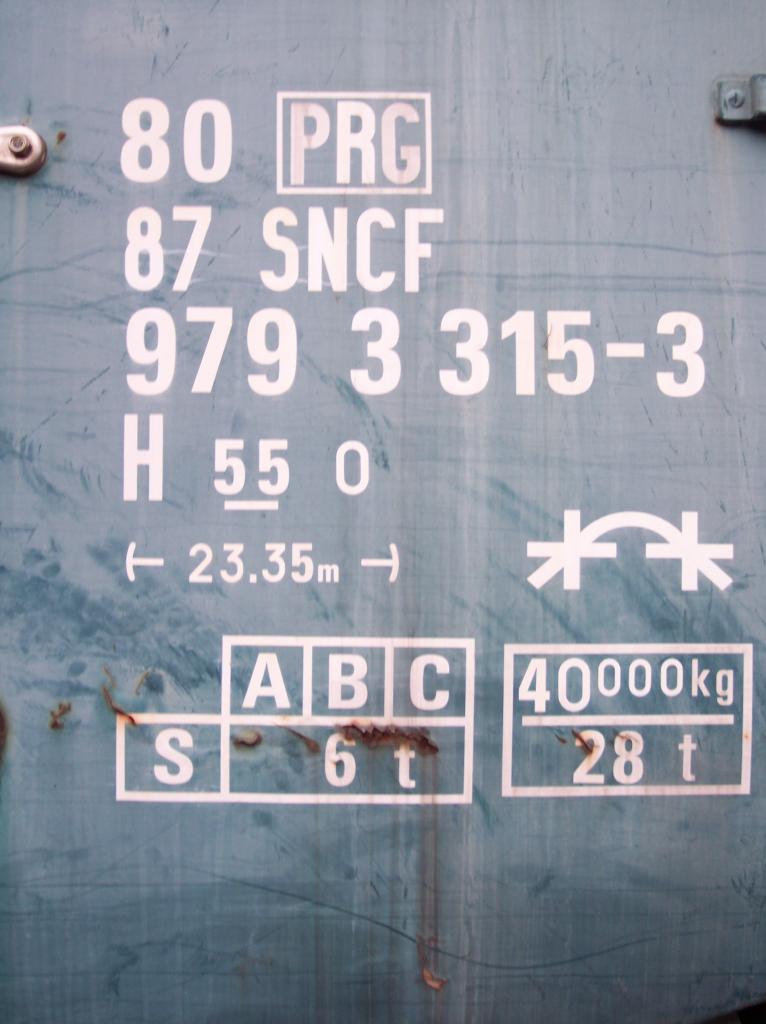 80 PRG
87 SNCF
979 3 315-3
H 55 0
23.35m
A B C
S 6 t
40000kg
28 t